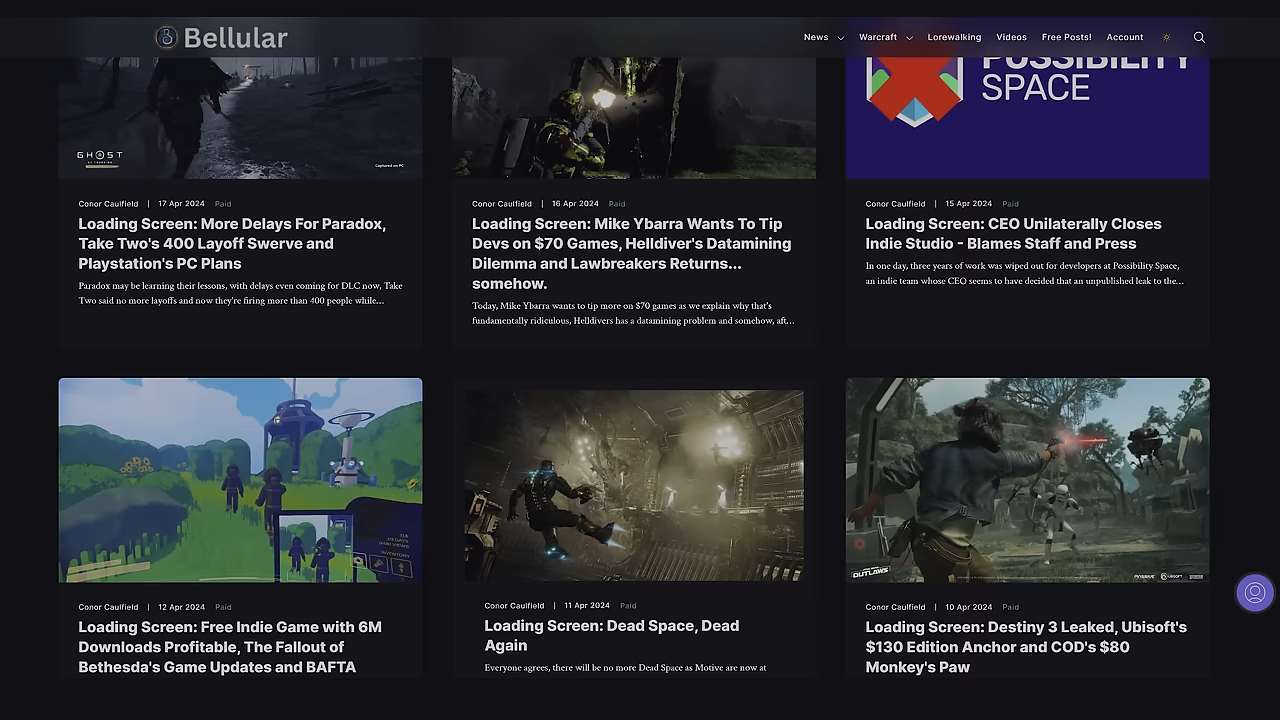 Bellular
News
Warcraft
Lorewalking
Videos
Free Posts!
Account
GHOST
Captured on PC
POSSIBILITY
SPACE
Conor Caulfield | 17 Apr 2024 Paid
Loading Screen: More Delays For Paradox,
Take Two's 400 Layoff Swerve and
Playstation's PC Plans
Paradox may be learning their lessons, with delays even coming for DLC now, Take
Two said no more layoffs and now they're firing more than 400 people while...
Conor Caulfield | 16 Apr 2024 Paid
Loading Screen: Mike Ybarra Wants To Tip
Devs on $70 Games, Helldiver's Datamining
Dilemma and Lawbreakers Returns...
somehow.
Today, Mike Ybarra wants to tip more on $70 games as we explain why that's
fundamentally ridiculous, Helldivers has a datamining problem and somehow, aft...
Conor Caulfield | 15 Apr 2024 Paid
Loading Screen: CEO Unilaterally Closes
Indie Studio - Blames Staff and Press
In one day, three years of work was wiped out for developers at Possibility Space,
an indie team whose CEO seems to have decided that an unpublished leak to the...
INVENTORY
OUTLAWS
MASSIVE
UBISOFT
Conor Caulfield | 12 Apr 2024 Paid
Loading Screen: Free Indie Game with 6M
Downloads Profitable, The Fallout of
Bethesda's Game Updates and BAFTA
Conor Caulfield | 11 Apr 2024 Paid
Loading Screen: Dead Space, Dead
Again
Everyone agrees, there will be no more Dead Space as Motive are now at
Conor Caulfield | 10 Apr 2024 Paid
Loading Screen: Destiny 3 Leaked, Ubisoft's
$130 Edition Anchor and COD's $80
Monkey's Paw